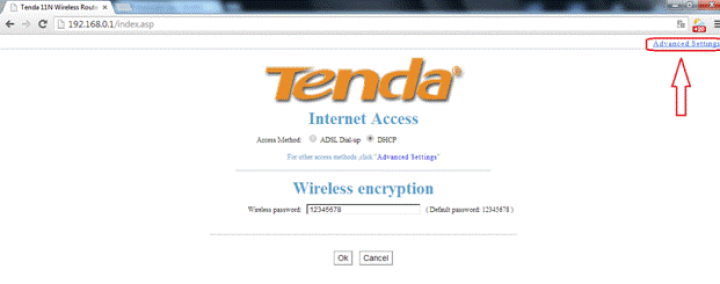 Tenda 11N Wireless Route
192.168.0.1/index.asp
Advanced Settings
Tenda®
Internet Access
Access Method: ADSL Dial-up DHCP
For other access methods ,click "Advanced Settings"
Wireless encryption
Wireless password: 12345678 ( Default password: 12345678 )
Ok Cancel